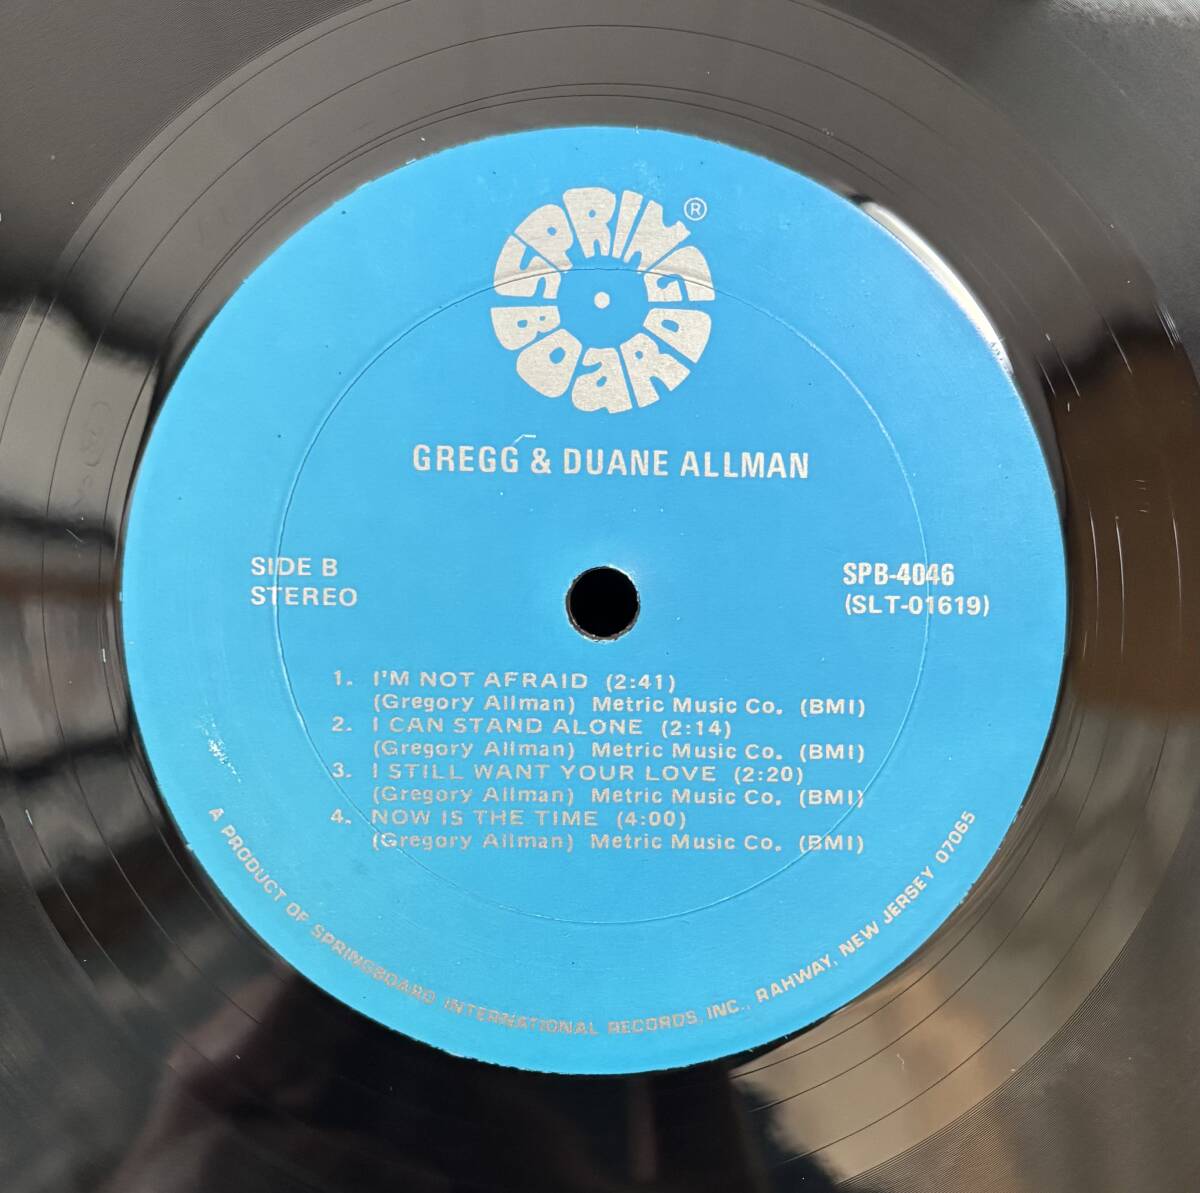 SPRING
BOARD
®
GREGG & DUANE ALLMAN
SIDE B
STEREO
SPB-4046
(SLT-01619)
1. I'M NOT AFRAID (2:41)
(Gregory Allman) Metric Music Co. (BMI)
2. I CAN STAND ALONE (2:14)
(Gregory Allman) Metric Music Co. (BMI)
3. I STILL WANT YOUR LOVE (2:20)
(Gregory Allman) Metric Music Co. (BMI)
4. NOW IS THE TIME (4:00)
(Gregory Allman) Metric Music Co. (BMI)
A PRODUCT OF SPRINGBOARD INTERNATIONAL RECORDS, INC., RAHWAY, NEW JERSEY 07065